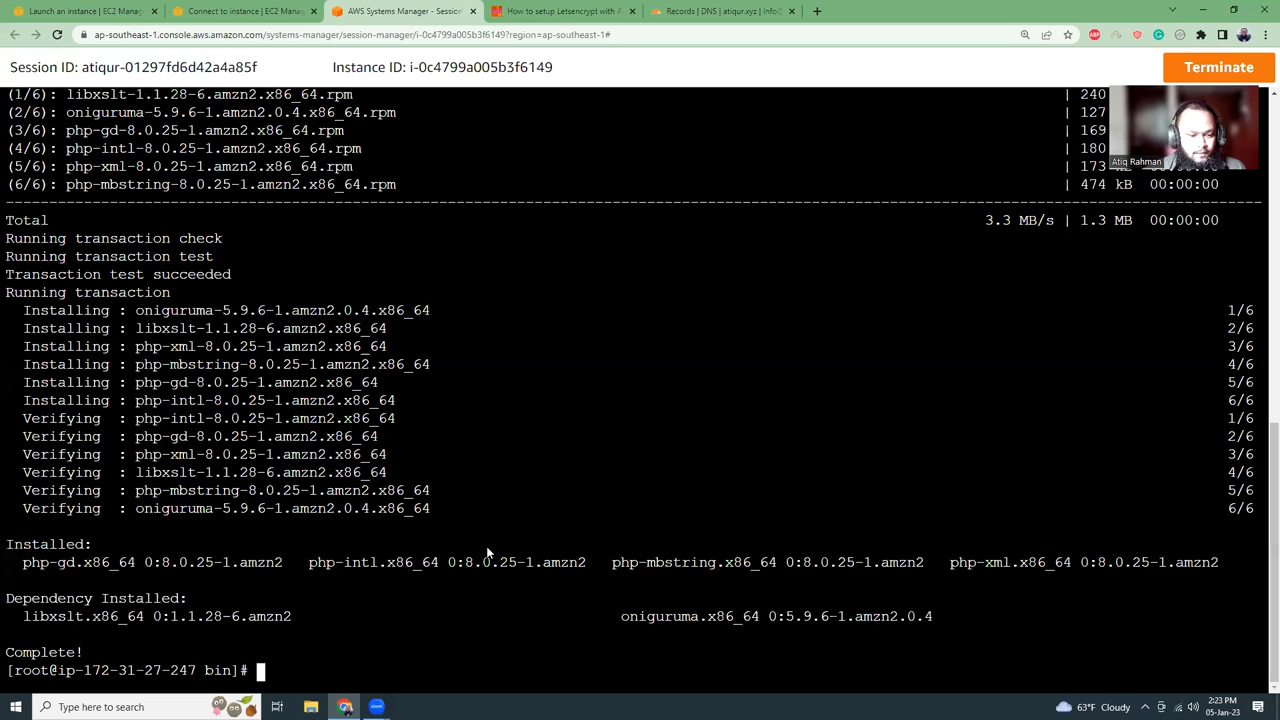 Launch an instance | EC2 Manag
Connect to instance | EC2 Manag
AWS Systems Manager - Session
How to setup Letsencrypt with A
Records | DNS | atiqur.xyz | Info@
ap-southeast-1.console.aws.amazon.com/systems-manager/session-manager/i-0c4799a005b3f6149?region=ap-southeast-1#
Session ID: atiqur-01297fd6d42a4a85f Instance ID: i-0c4799a005b3f6149 Terminate
(1/6): libxslt-1.1.28-6.amzn2.x86_64.rpm | 240
(2/6): oniguruma-5.9.6-1.amzn2.0.4.x86_64.rpm | 127
(3/6): php-gd-8.0.25-1.amzn2.x86_64.rpm | 169
(4/6): php-intl-8.0.25-1.amzn2.x86_64.rpm | 180
(5/6): php-xml-8.0.25-1.amzn2.x86_64.rpm | 173
(6/6): php-mbstring-8.0.25-1.amzn2.x86_64.rpm | 474 kB 00:00:00
Atiq Rahman
--------------------------------------------------------------------------------
Total 3.3 MB/s | 1.3 MB 00:00:00
Running transaction check
Running transaction test
Transaction test succeeded
Running transaction
Installing : oniguruma-5.9.6-1.amzn2.0.4.x86_64 1/6
Installing : libxslt-1.1.28-6.amzn2.x86_64 2/6
Installing : php-xml-8.0.25-1.amzn2.x86_64 3/6
Installing : php-mbstring-8.0.25-1.amzn2.x86_64 4/6
Installing : php-gd-8.0.25-1.amzn2.x86_64 5/6
Installing : php-intl-8.0.25-1.amzn2.x86_64 6/6
Verifying : php-intl-8.0.25-1.amzn2.x86_64 1/6
Verifying : php-gd-8.0.25-1.amzn2.x86_64 2/6
Verifying : php-xml-8.0.25-1.amzn2.x86_64 3/6
Verifying : libxslt-1.1.28-6.amzn2.x86_64 4/6
Verifying : php-mbstring-8.0.25-1.amzn2.x86_64 5/6
Verifying : oniguruma-5.9.6-1.amzn2.0.4.x86_64 6/6
Installed:
php-gd.x86_64 0:8.0.25-1.amzn2 php-intl.x86_64 0:8.0.25-1.amzn2 php-mbstring.x86_64 0:8.0.25-1.amzn2 php-xml.x86_64 0:8.0.25-1.amzn2
Dependency Installed:
libxslt.x86_64 0:1.1.28-6.amzn2 oniguruma.x86_64 0:5.9.6-1.amzn2.0.4
Complete!
[root@ip-172-31-27-247 bin]#
Type here to search
63°F Cloudy
2:23 PM
05-Jan-23